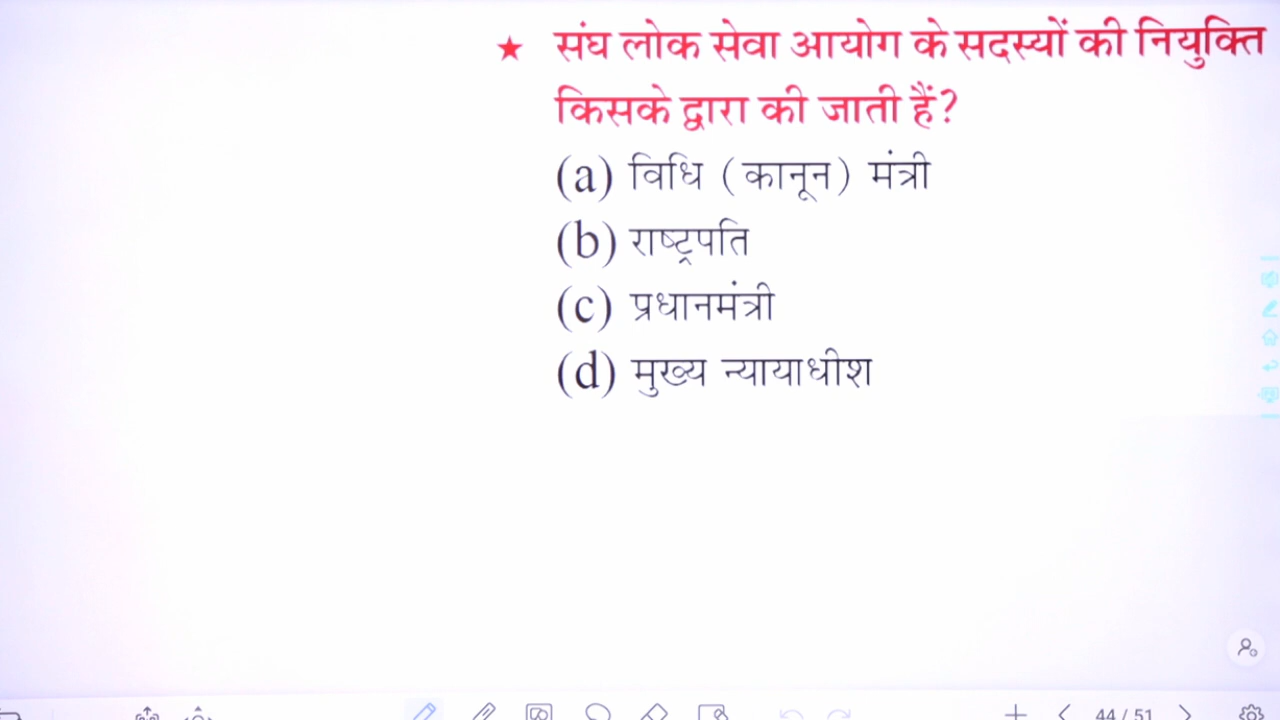 ★ संघ लोक सेवा आयोग के सदस्यों की नियुक्ति
किसके द्वारा की जाती हैं?
(a) विधि (कानून) मंत्री
(b) राष्ट्रपति
(c) प्रधानमंत्री
(d) मुख्य न्यायाधीश
44 / 51